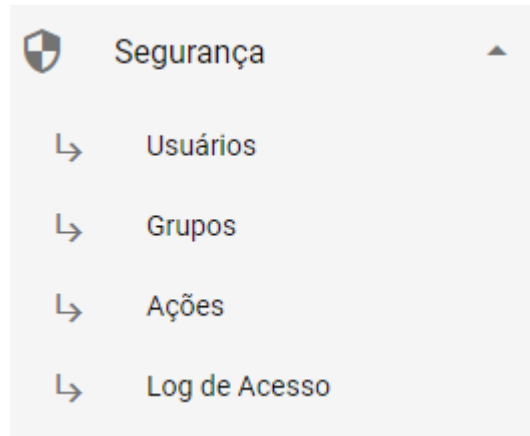 Segurança
Usuários
Grupos
Ações
Log de Acesso